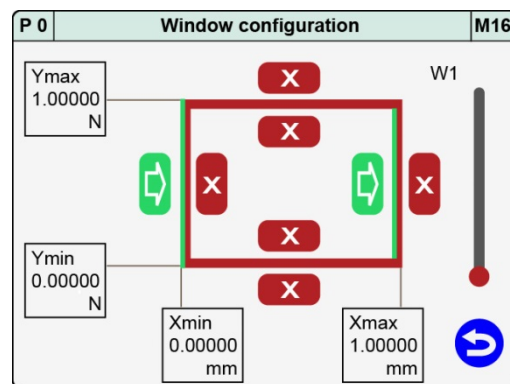 P 0 Window configuration M16
Ymax
1.00000
N
W1
X
X
X X
Ymin
0.00000
N
X
X
Xmin
0.00000
mm
Xmax
1.00000
mm